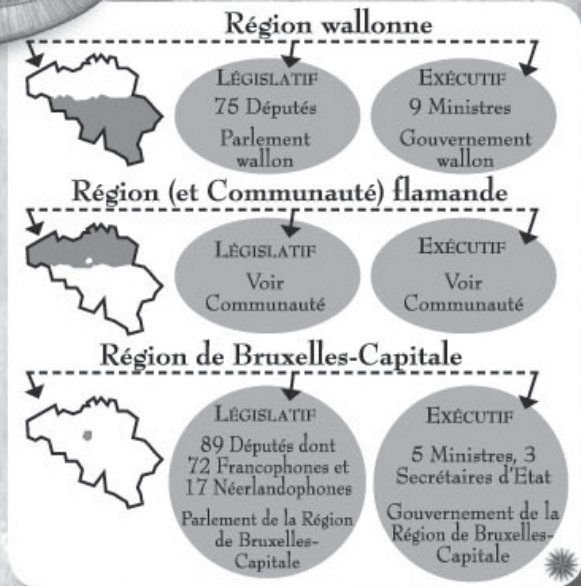 Région wallonne
LÉGISLATIF
75 Députés
Parlement
wallon
EXÉCUTIF
9 Ministres
Gouvernement
wallon
Région (et Communauté) flamande
LÉGISLATIF
Voir
Communauté
EXÉCUTIF
Voir
Communauté
Région de Bruxelles-Capitale
LÉGISLATIF
89 Députés dont
72 Francophones et
17 Néerlandophones
Parlement de la Région
de Bruxelles-
Capitale
EXÉCUTIF
5 Ministres, 3
Secrétaires d'Etat
Gouvernement de la
Région de Bruxelles-
Capitale